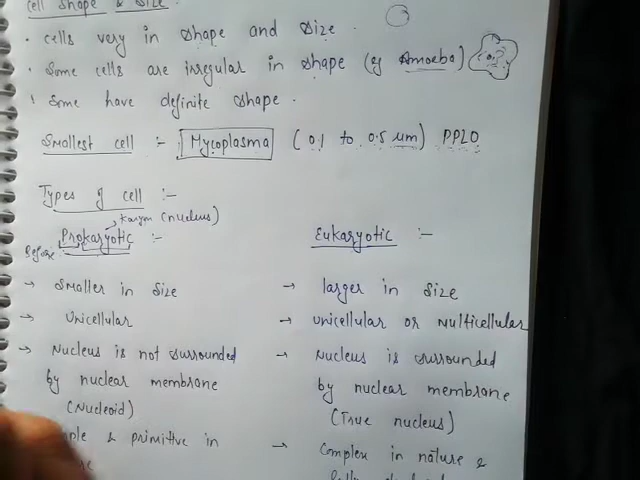 Cell Shape & Size.
• Cells very in shape and size.
• Some cells are irregular in shape (eg Amoeba)
• Some have definite shape.
Smallest cell :- Mycoplasma (0.1 to 0.5 µm) PPLO
Types of cell :-
Karyon (nucleus)
Prokaryotic :-
Before
→ Smaller in size
→ Unicellular
→ Nucleus is not surrounded
by nuclear membrane
(Nucleoid)
& primitive in
Eukaryotic :-
→ larger in size
→ Unicellular or Multicellular
→ Nucleus is surrounded
by nuclear membrane
(True nucleus)
→ Complex in nature &